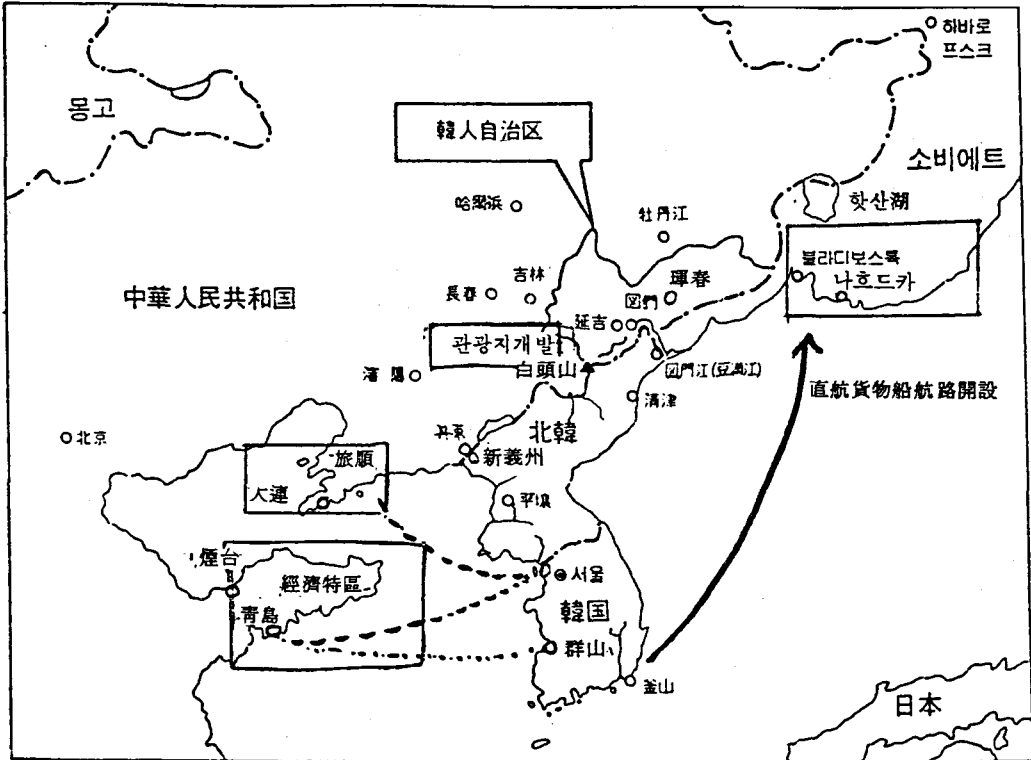 하바로
프스크
몽고
韓人自治区
소비에트
핫산湖
哈爾浜
牡丹江
블라디보스톡
나호드카
琿春
吉林
長春
図們
延吉
中華人民共和国
관광지개발
白頭山
図門江(豆満江)
瀋陽
清津
直航貨物船航路開設
北京
丹東
北韓
新義州
旅順
大連
平壌
煙台
經濟特區
서울
青島
韓国
群山
釜山
日本